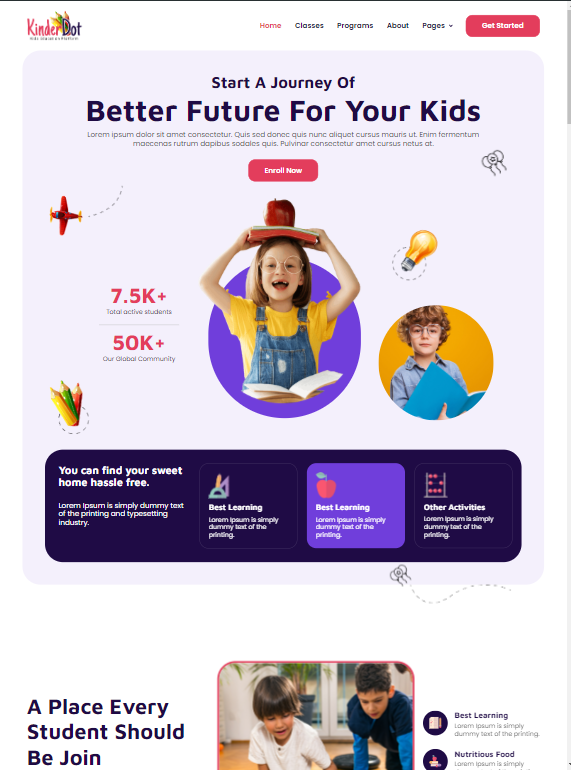 KinderDot
Home
Classes
Programs
About
Pages
Get Started
Start A Journey Of
Better Future For Your Kids
Lorem ipsum dolor sit amet consectetur. Quis sed donec quis nunc aliquet cursus mauris ut. Enim fermentum
maecenas rutrum dapibus sodales quis. Pulvinar consectetur amet cursus netus at.
Enroll Now
7.5K+
Total active students
50K+
Our Global Community
You can find your sweet
home hassle free.
Lorem Ipsum is simply dummy text
of the printing and typesetting
industry.
Best Learning
Lorem Ipsum is simply
dummy text of the
printing.
Best Learning
Lorem Ipsum is simply
dummy text of the
printing.
Other Activities
Lorem Ipsum is simply
dummy text of the
printing.
A Place Every
Student Should
Be Join
Best Learning
Lorem Ipsum is simply
dummy text of the printing.
Nutritious Food